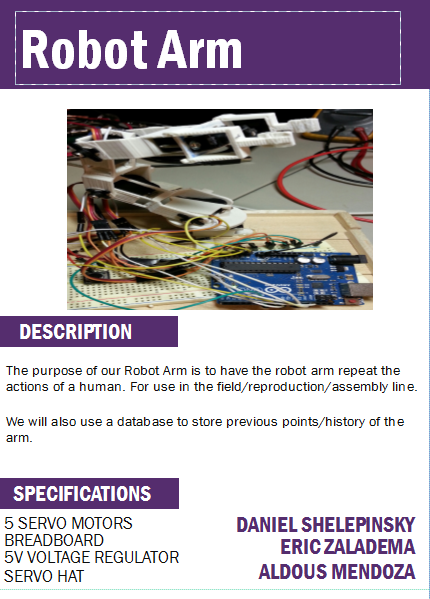 Robot Arm
DESCRIPTION
The purpose of our Robot Arm is to have the robot arm repeat the
actions of a human. For use in the field/reproduction/assembly line.
We will also use a database to store previous points/history of the
arm.
SPECIFICATIONS
5 SERVO MOTORS
BREADBOARD
5V VOLTAGE REGULATOR
SERVO HAT
DANIEL SHELEPINSKY
ERIC ZALADEMA
ALDOUS MENDOZA